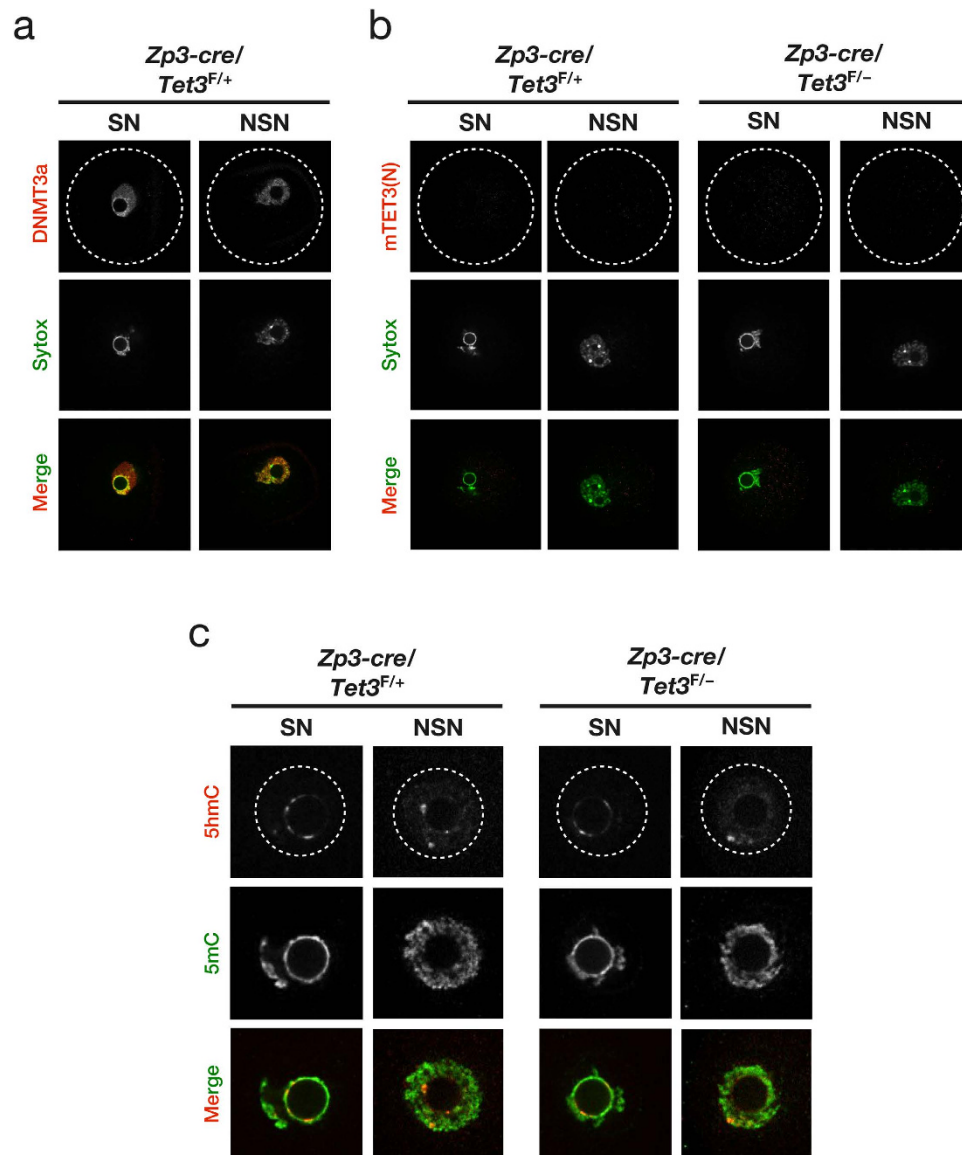 a
Zp3-cre/
Tet3F/+
SN NSN
DNMT3a
Sytox
Merge
b
Zp3-cre/
Tet3F/+
Zp3-cre/
Tet3F/–
SN NSN SN NSN
mTET3(N)
Sytox
Merge
c
Zp3-cre/
Tet3F/+
Zp3-cre/
Tet3F/–
SN NSN SN NSN
5hmC
5mC
Merge